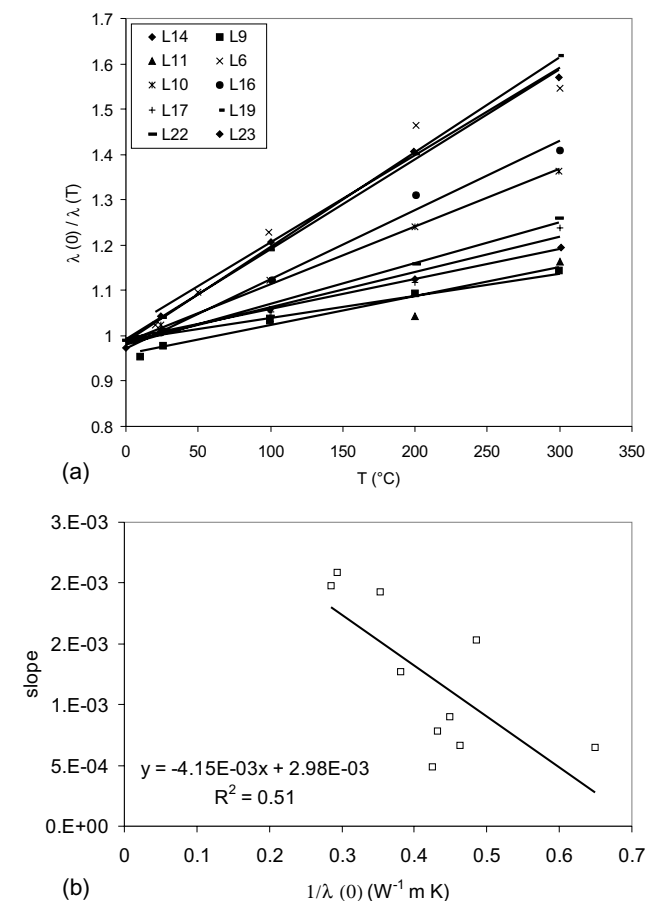 1.7
1.6
1.5
1.4
1.3
1.2
1.1
1
0.9
0.8
λ (0) / λ (T)
L14 L9
L11 L6
L10 L16
L17 L19
L22 L23
0 50 100 150 200 250 300 350
T (°C)
(a)
3.E-03
2.E-03
2.E-03
1.E-03
5.E-04
0.E+00
slope
y = -4.15E-03x + 2.98E-03
R² = 0.51
0 0.1 0.2 0.3 0.4 0.5 0.6 0.7
1/λ (0) (W⁻¹ m K)
(b)